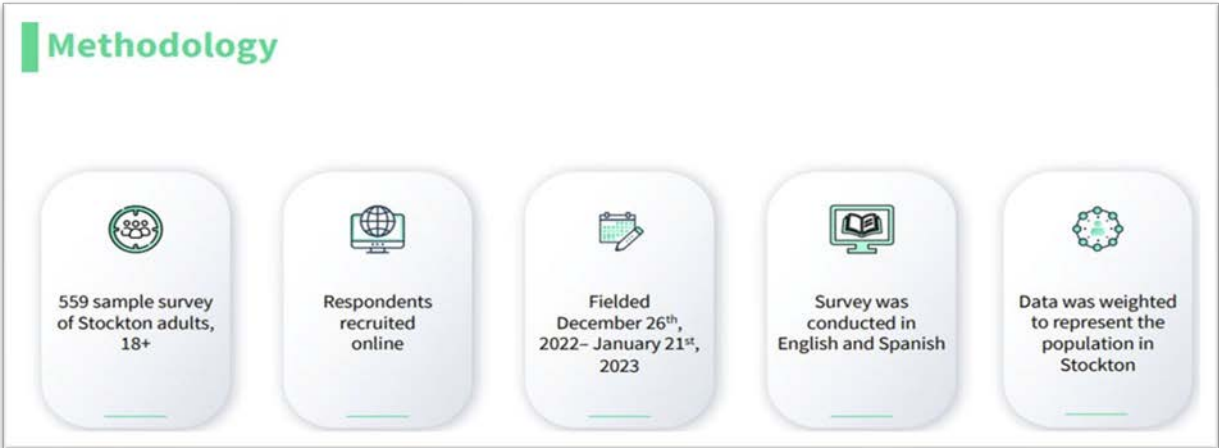 Methodology
559 sample survey
of Stockton adults,
18+
Respondents
recruited
online
Fielded
December 26th,
2022– January 21st,
2023
Survey was
conducted in
English and Spanish
Data was weighted
to represent the
population in
Stockton